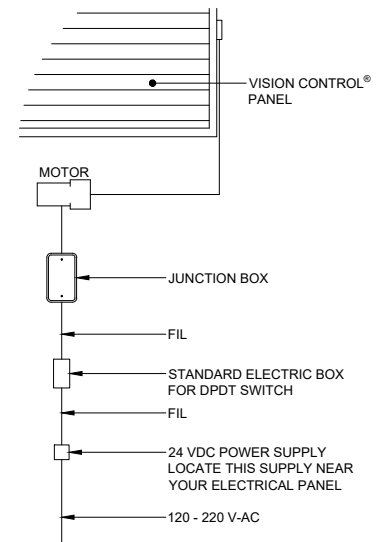 VISION CONTROL®
PANEL
MOTOR
JUNCTION BOX
FIL
STANDARD ELECTRIC BOX
FOR DPDT SWITCH
FIL
24 VDC POWER SUPPLY
LOCATE THIS SUPPLY NEAR
YOUR ELECTRICAL PANEL
120 - 220 V-AC